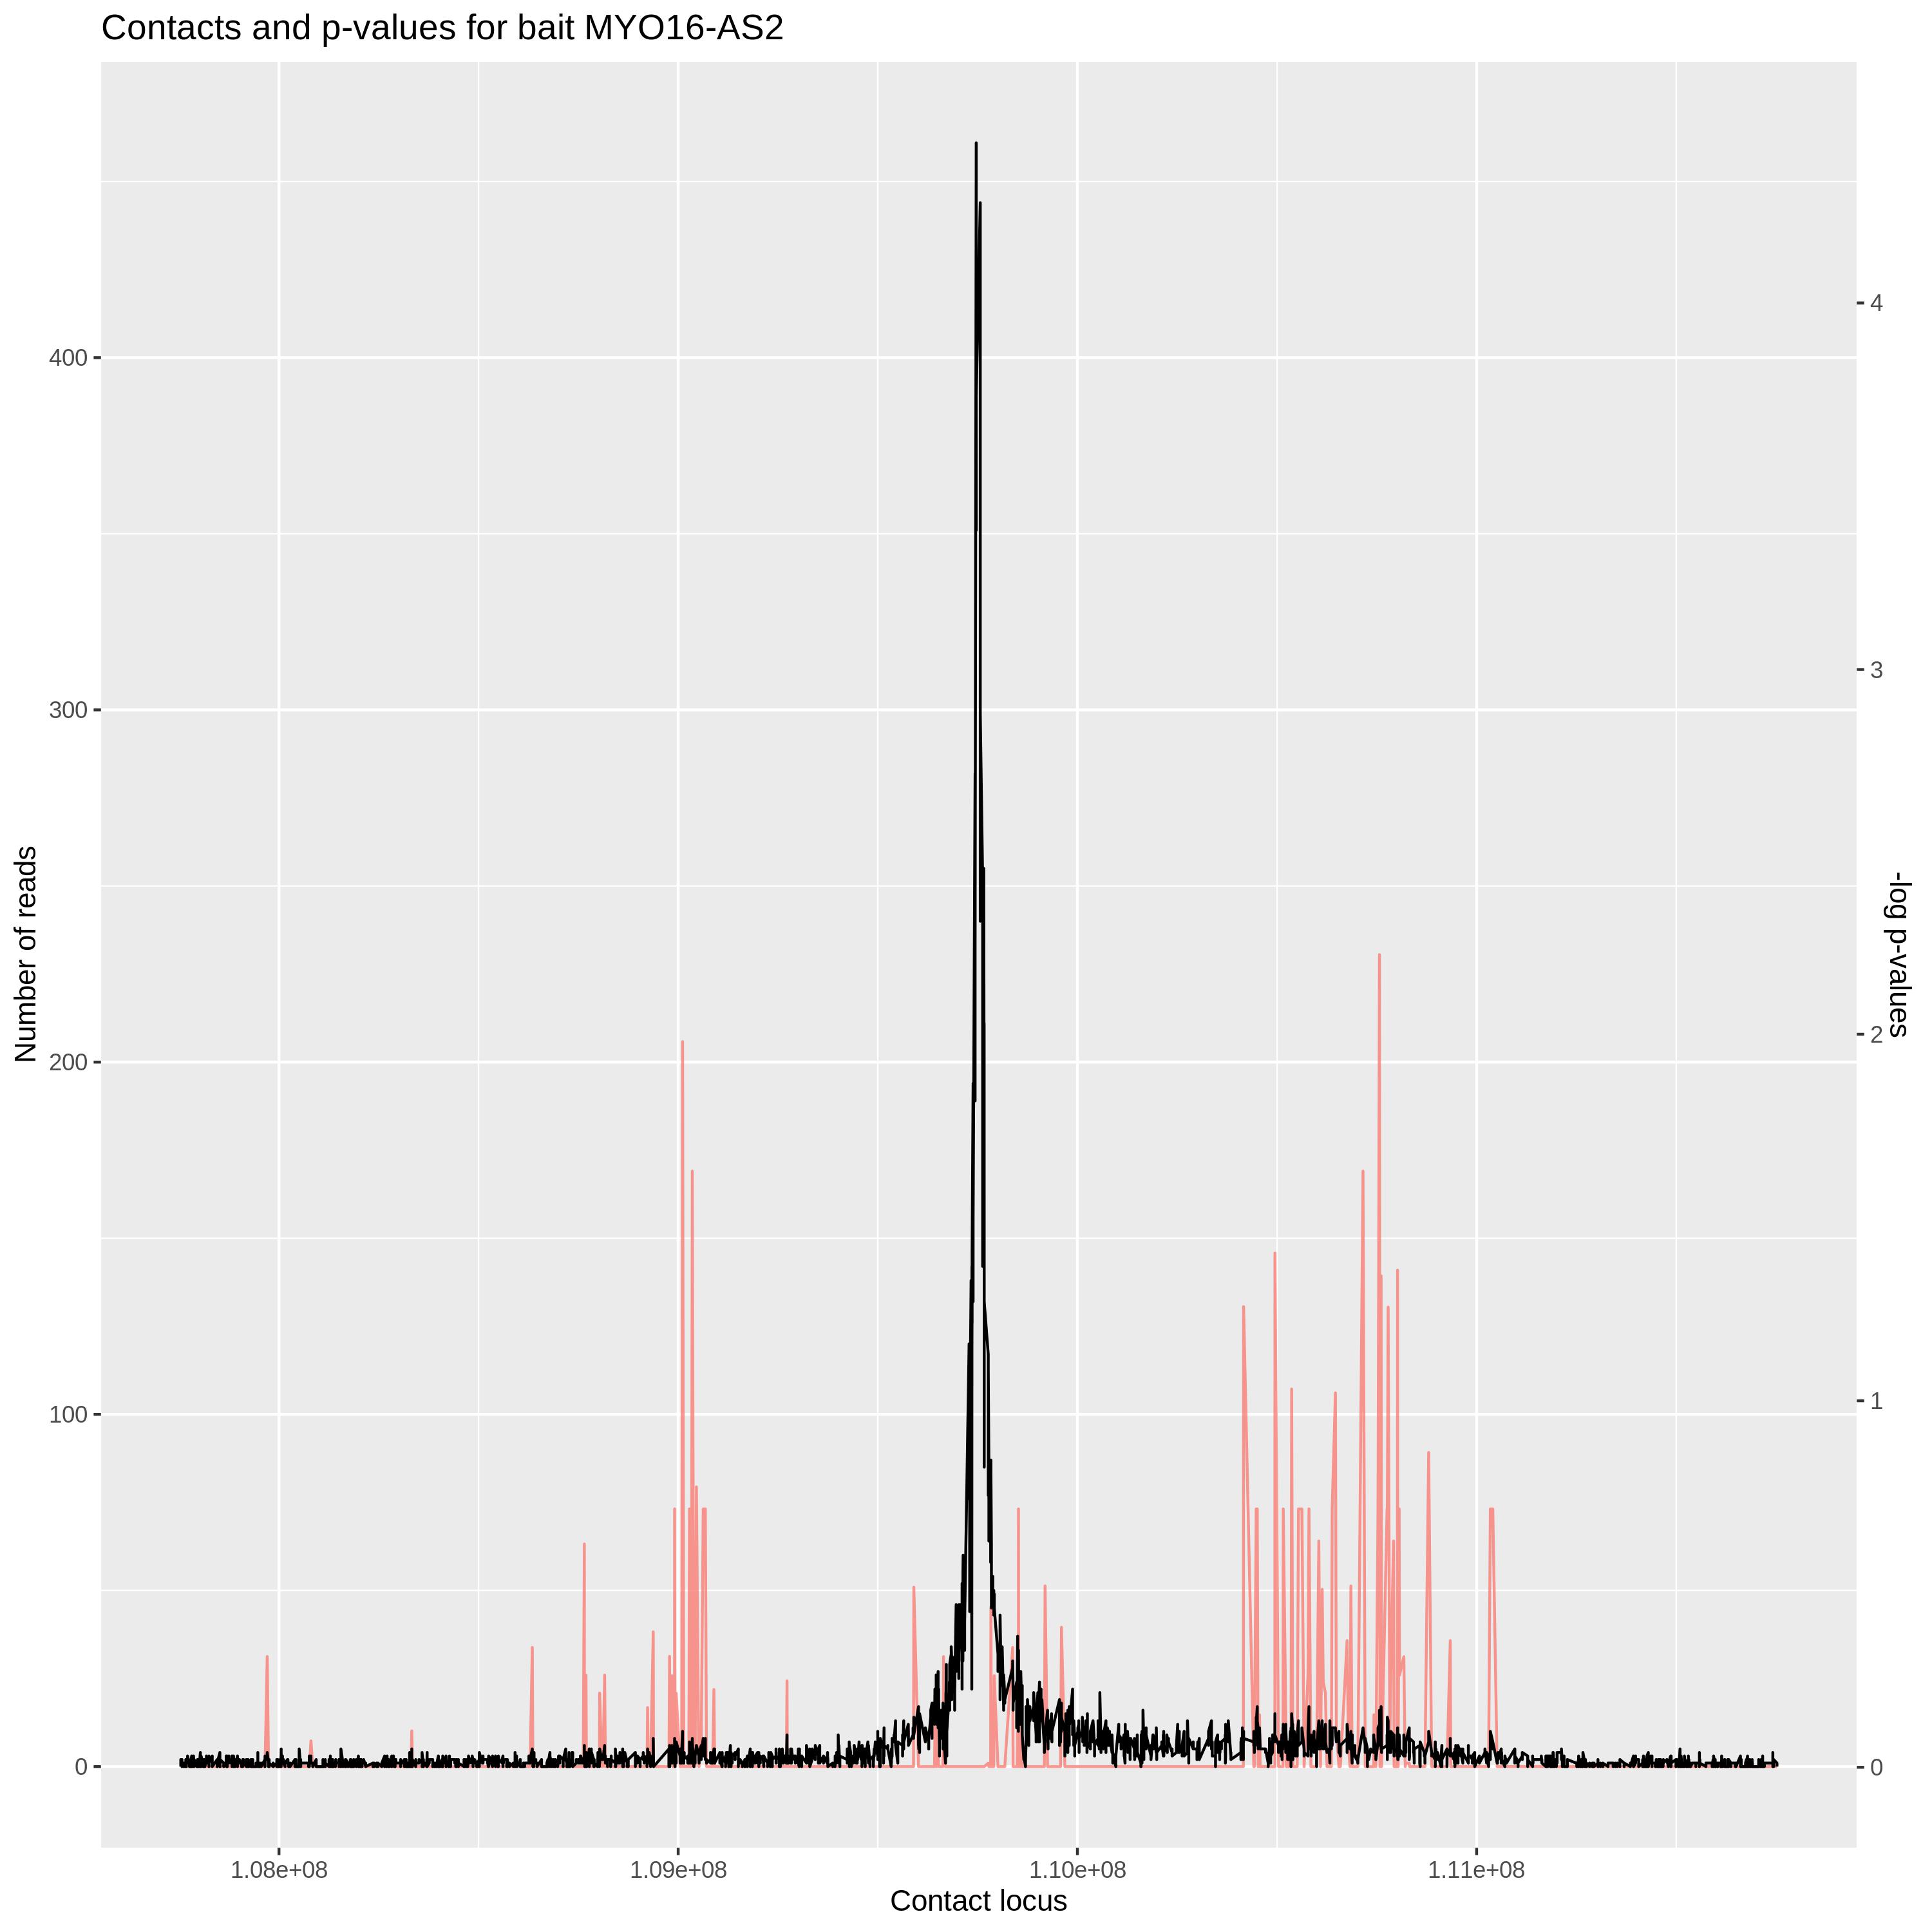 Contacts and p-values for bait MYO16-AS2
Number of reads
400
300
200
100
0
4
3
2
1
0
-log p-values
1.08e+08
1.09e+08
1.10e+08
1.11e+08
Contact locus